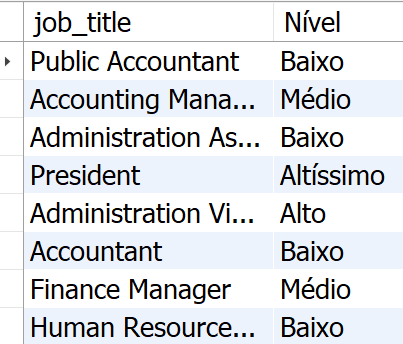 job_title Nível
Public Accountant Baixo
Accounting Mana... Médio
Administration As... Baixo
President Altíssimo
Administration Vi... Alto
Accountant Baixo
Finance Manager Médio
Human Resource... Baixo